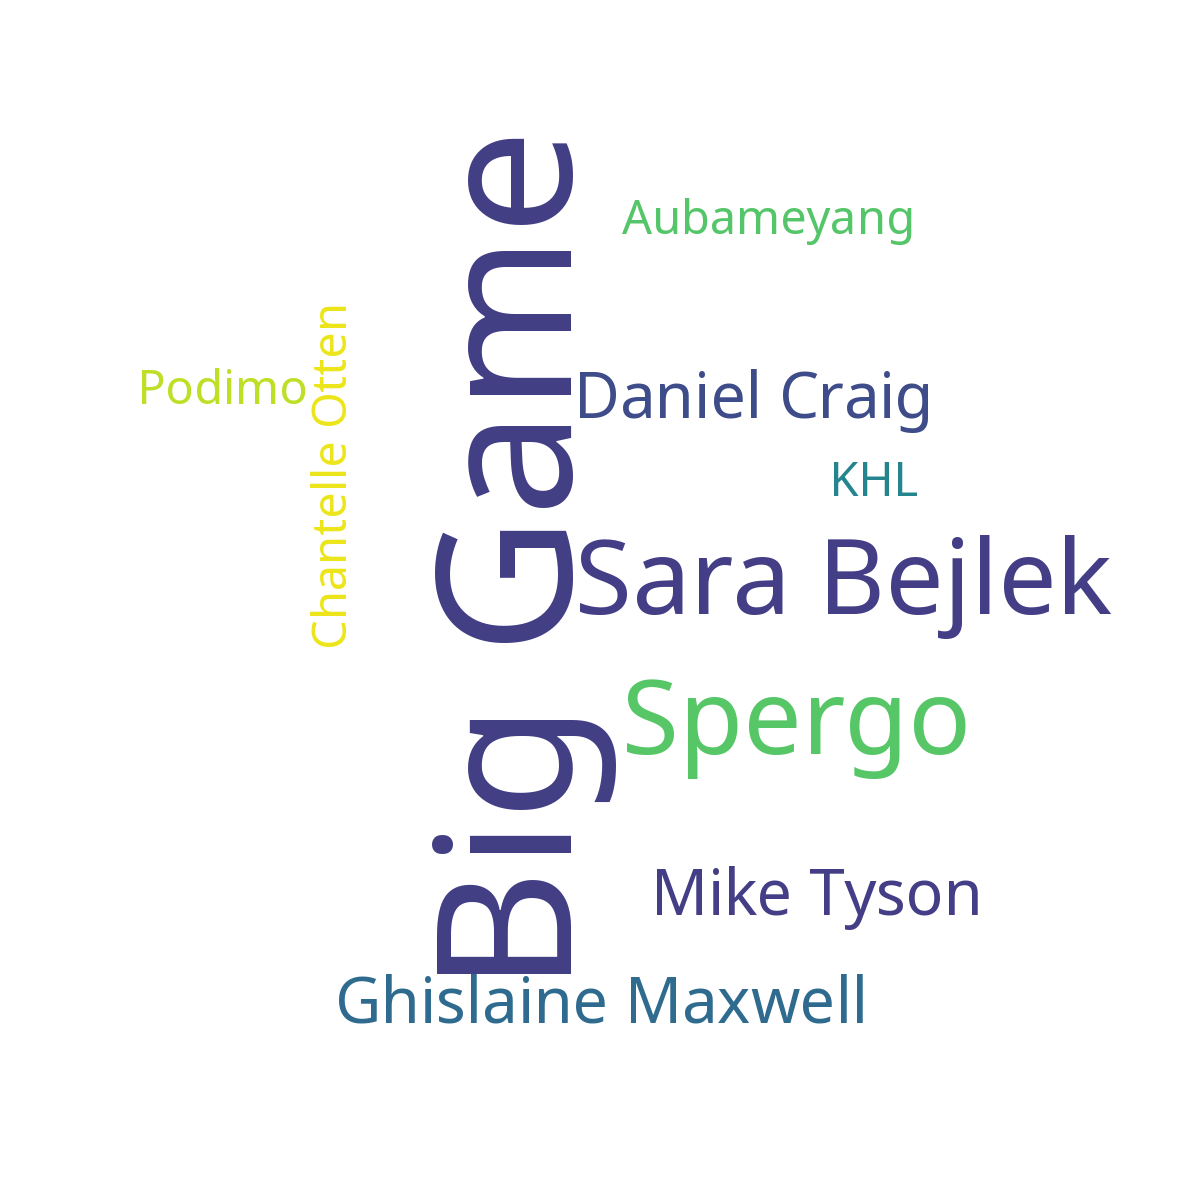 Big Game
Aubameyang
Podimo
Chantelle Otten
Daniel Craig
KHL
Sara Bejlek
Spergo
Mike Tyson
Ghislaine Maxwell